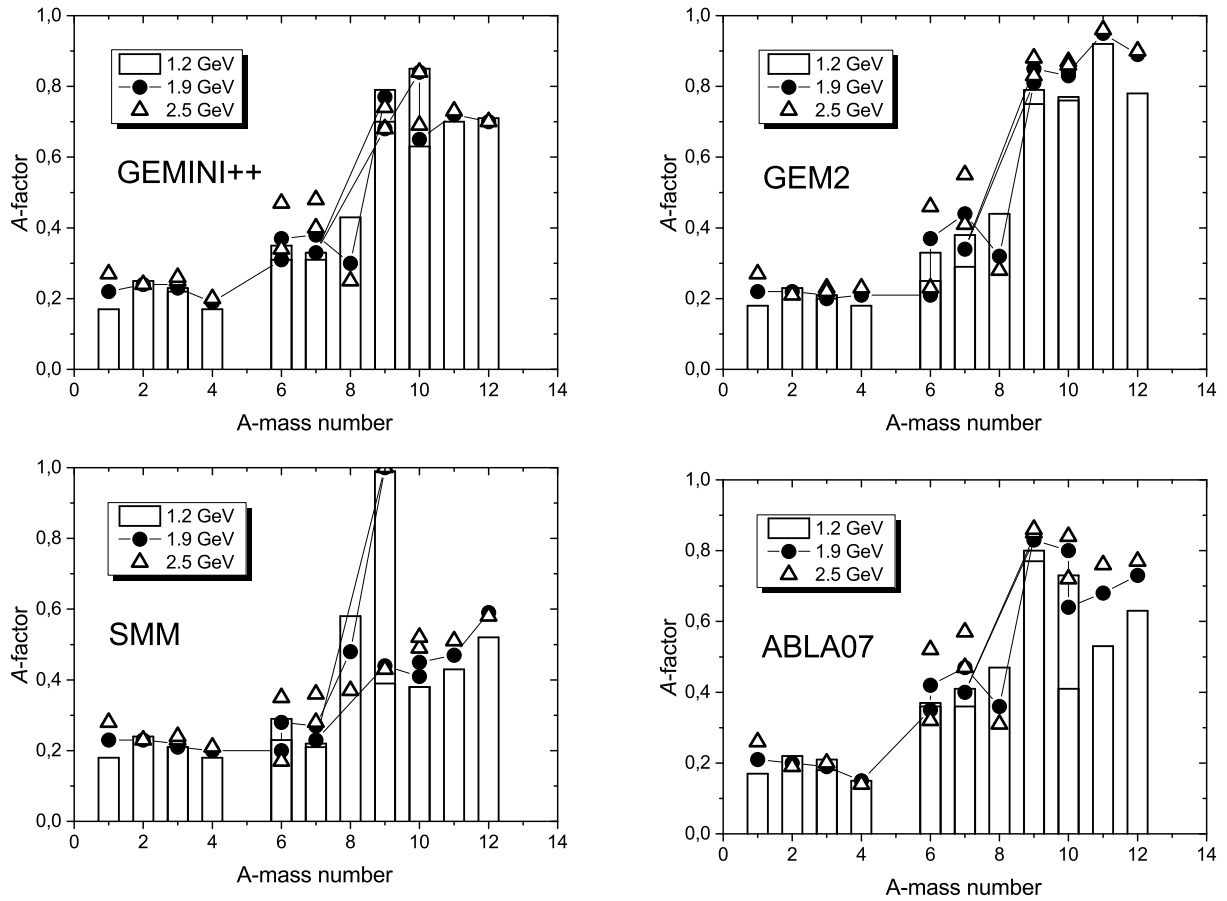 1,0
0,8
0,6
0,4
0,2
0,0
A-factor
1.2 GeV
1.9 GeV
2.5 GeV
GEMINI++
0 2 4 6 8 10 12 14
A-mass number
1,0
0,8
0,6
0,4
0,2
0,0
A-factor
1.2 GeV
1.9 GeV
2.5 GeV
GEM2
0 2 4 6 8 10 12 14
A-mass number
1,0
0,8
0,6
0,4
0,2
0,0
A-factor
1.2 GeV
1.9 GeV
2.5 GeV
SMM
0 2 4 6 8 10 12 14
A-mass number
1,0
0,8
0,6
0,4
0,2
0,0
A-factor
1.2 GeV
1.9 GeV
2.5 GeV
ABLA07
0 2 4 6 8 10 12 14
A-mass number